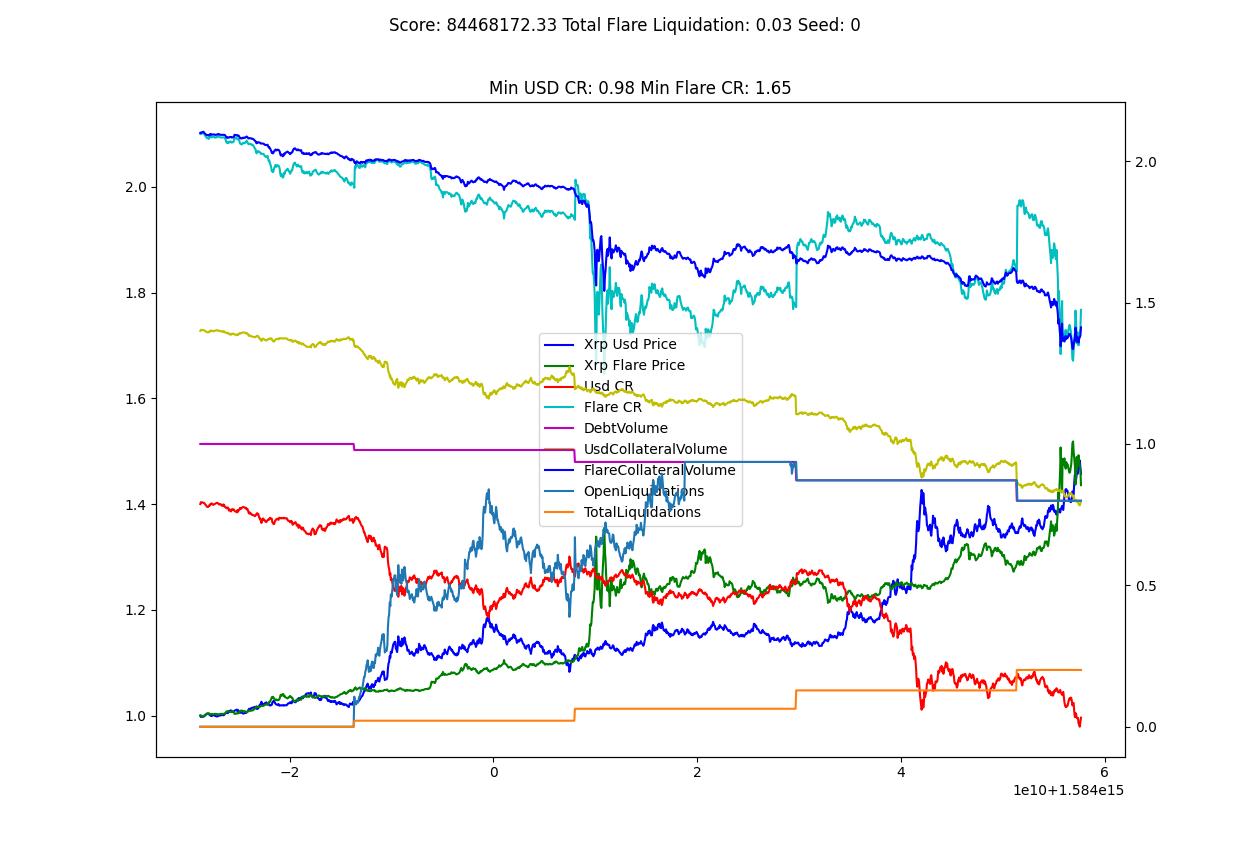 Score: 84468172.33 Total Flare Liquidation: 0.03 Seed: 0
Min USD CR: 0.98 Min Flare CR: 1.65
2.0
1.8
1.6
1.4
1.2
1.0
2.0
1.5
1.0
0.5
0.0
Xrp Usd Price
Xrp Flare Price
Usd CR
Flare CR
DebtVolume
UsdCollateralVolume
FlareCollateralVolume
OpenLiquidations
TotalLiquidations
−2 0 2 4 6
1e10+1.584e15